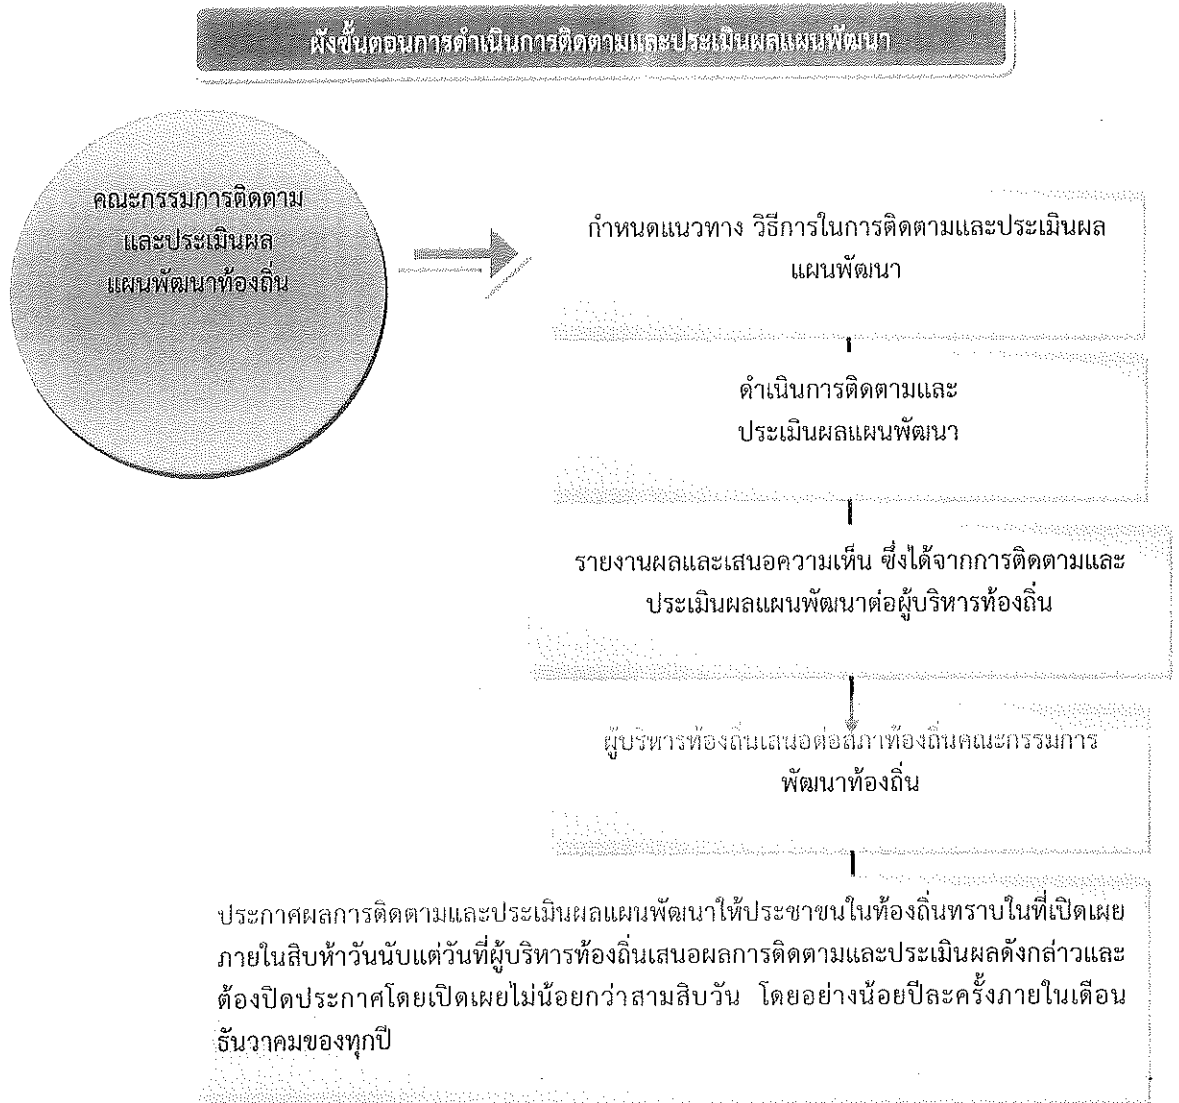 ผังขั้นตอนการดำเนินการติดตามและประเมินผลแผนพัฒนา
คณะกรรมการติดตาม
และประเมินผล
แผนพัฒนาท้องถิ่น
กำหนดแนวทาง วิธีการในการติดตามและประเมินผล
แผนพัฒนา
ดำเนินการติดตามและ
ประเมินผลแผนพัฒนา
รายงานผลและเสนอความเห็น ซึ่งได้จากการติดตามและ
ประเมินผลแผนพัฒนาต่อผู้บริหารท้องถิ่น
ผู้บริหารท้องถิ่นเสนอต่อสภาท้องถิ่นคณะกรรมการ
พัฒนาท้องถิ่น
ประกาศผลการติดตามและประเมินผลแผนพัฒนาให้ประชาชนในท้องถิ่นทราบในที่เปิดเผย
ภายในสิบห้าวันนับแต่วันที่ผู้บริหารท้องถิ่นเสนอผลการติดตามและประเมินผลดังกล่าวและ
ต้องปิดประกาศโดยเปิดเผยไม่น้อยกว่าสามสิบวัน โดยอย่างน้อยปีละครั้งภายในเดือน
ธันวาคมของทุกปี